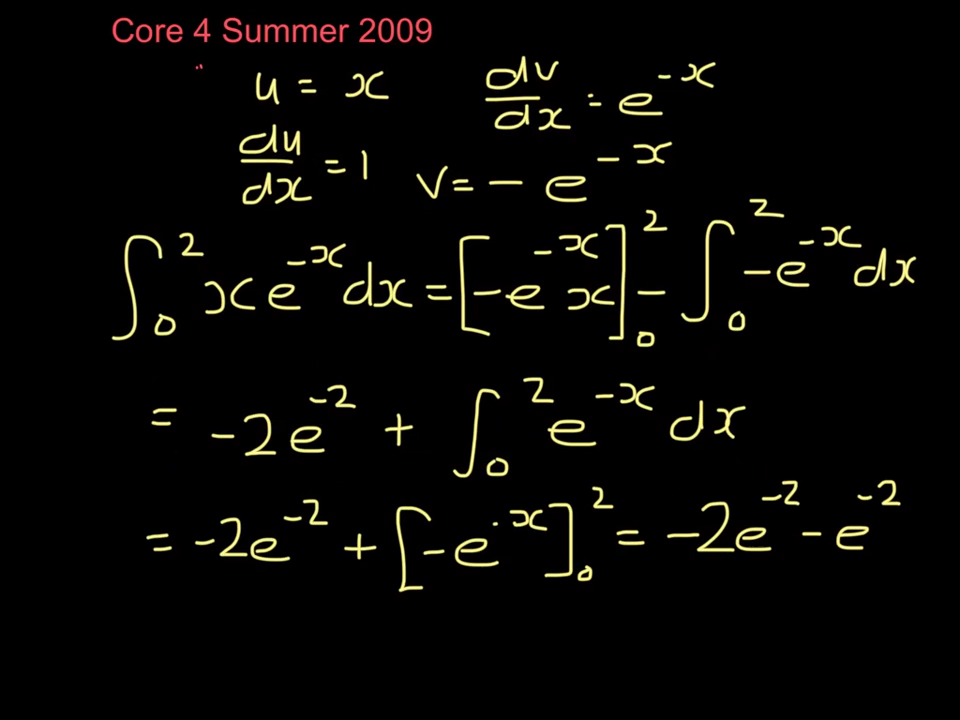 Core 4 Summer 2009
u = x dv/dx = e^-x
du/dx = 1 v = -e^-x
∫₀² xe^-x dx = [-e^-x x]₀² - ∫₀² -e^-x dx
= -2e^-2 + ∫₀² e^-x dx
= -2e^-2 + [-e^-x]₀² = -2e^-2 - e^-2